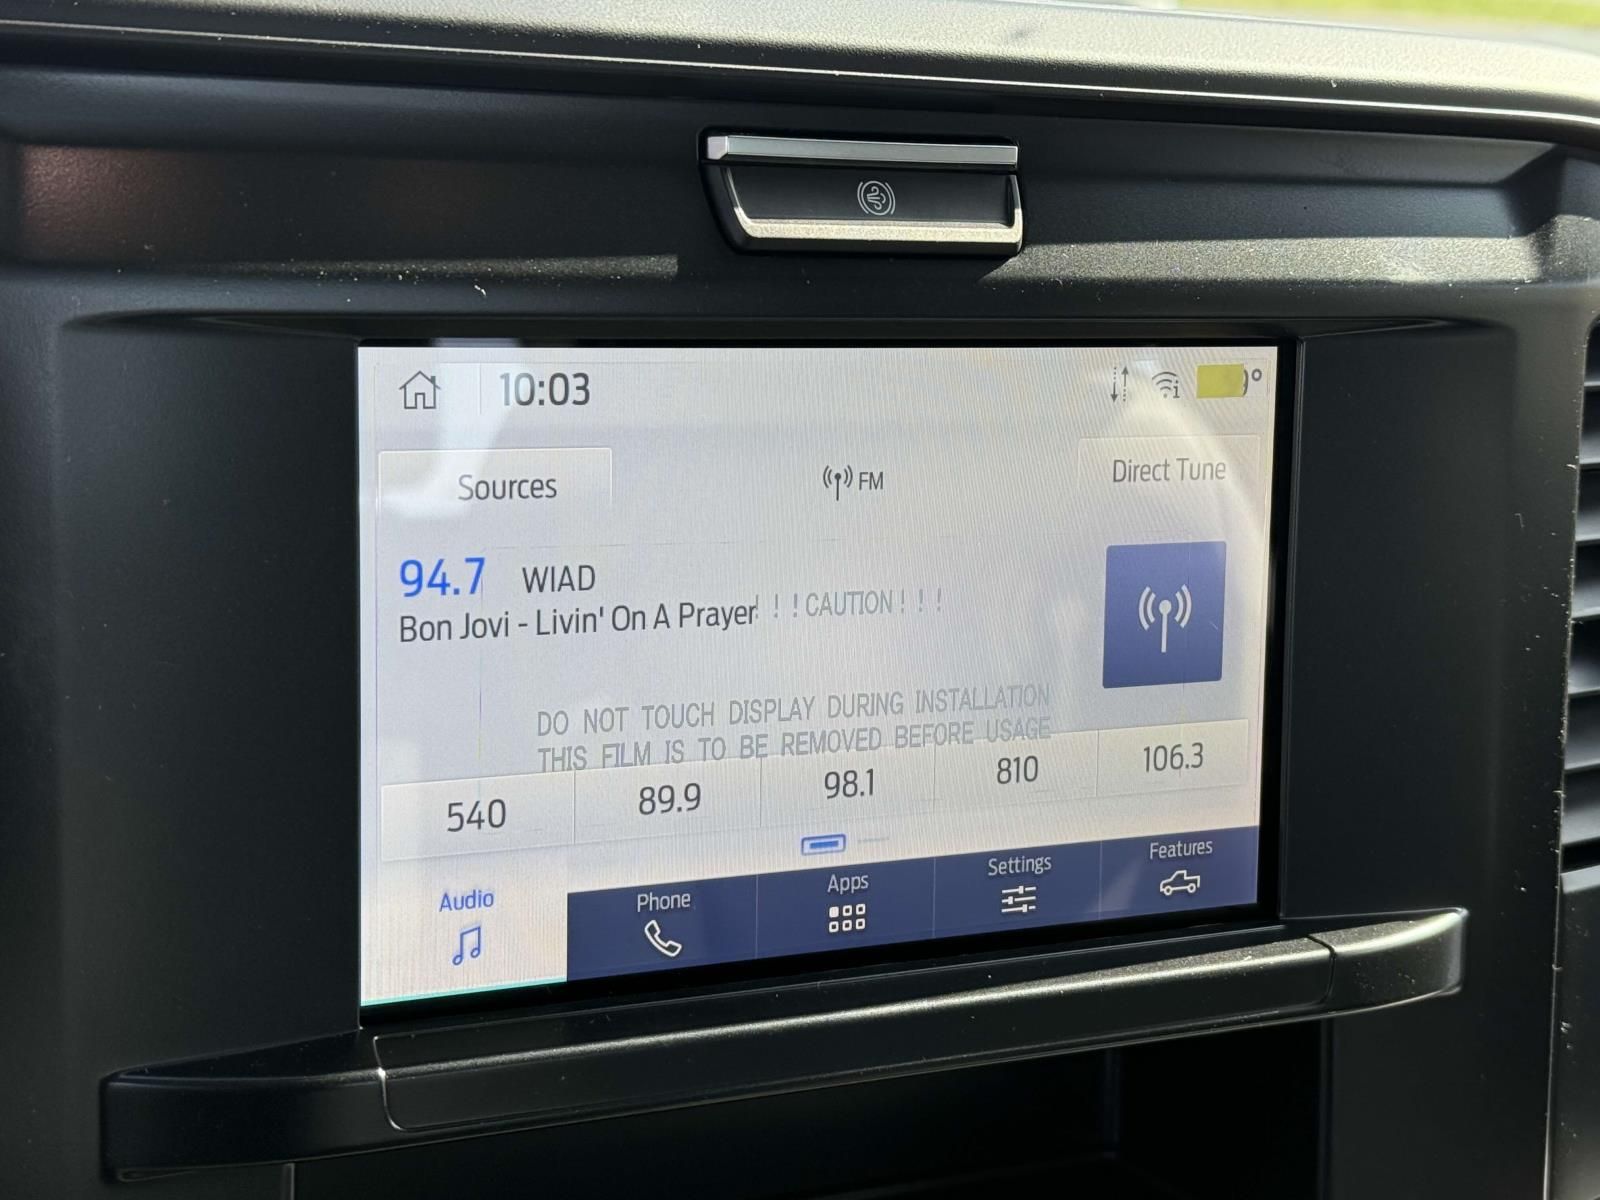 10:03
°
Sources
FM
Direct Tune
94.7 WIAD
Bon Jovi - Livin' On A Prayer
! ! ! CAUTION ! ! !
DO NOT TOUCH DISPLAY DURING INSTALLATION
THIS FILM IS TO BE REMOVED BEFORE USAGE
540 89.9 98.1 810 106.3
Audio Phone Apps Settings Features